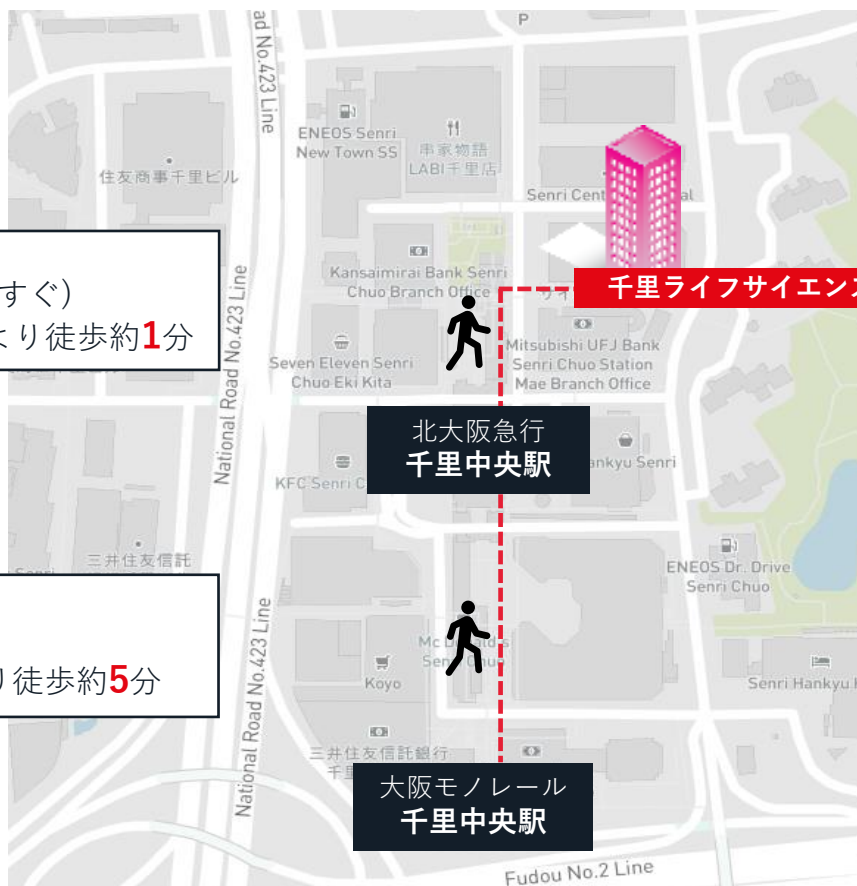 P
ad No.423 Line
ENEOS Senri
New Town SS
串家物語
LABI千里店
住友商事千里ビル
Senri Cent
al
すぐ)
より徒歩約1分
Kansaimirai Bank Senri
Chuo Branch Office
千里ライフサイエンス
National Road No.423 Line
Seven Eleven Senri
Chuo Eki Kita
Mitsubishi UFJ Bank
Senri Chuo Station
Mae Branch Office
北大阪急行
千里中央駅
ankyu Senri
KFC Senri C
三井住友信託
ENEOS Dr. Drive
Senri Chuo
National Road No.423 Line
り徒歩約5分
Mc Donald's
Senri Chuo
Koyo
Senri Hankyu H
三井住友信託銀行
千里
大阪モノレール
千里中央駅
Fudou No.2 Line